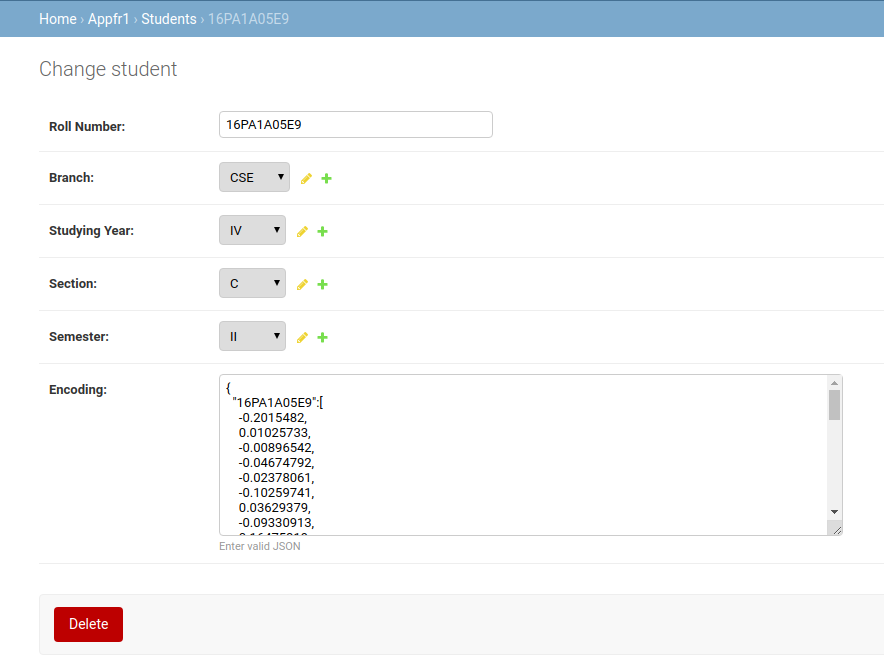 Home › Appfr1 › Students › 16PA1A05E9
Change student
Roll Number: 16PA1A05E9
Branch: CSE
Studying Year: IV
Section: C
Semester: II
Encoding: {
"16PA1A05E9":[
-0.2015482,
0.01025733,
-0.00896542,
-0.04674792,
-0.02378061,
-0.10259741,
0.03629379,
-0.09330913,
Enter valid JSON
Delete